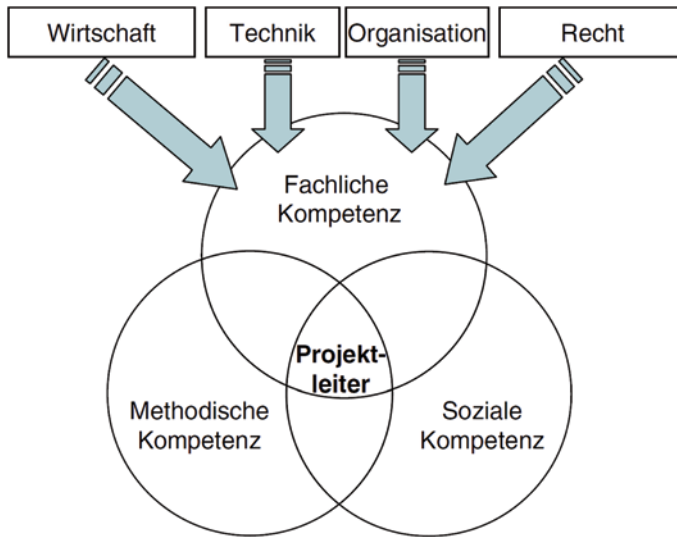 Wirtschaft
Technik
Organisation
Recht
Fachliche
Kompetenz
Projekt-
leiter
Methodische
Kompetenz
Soziale
Kompetenz